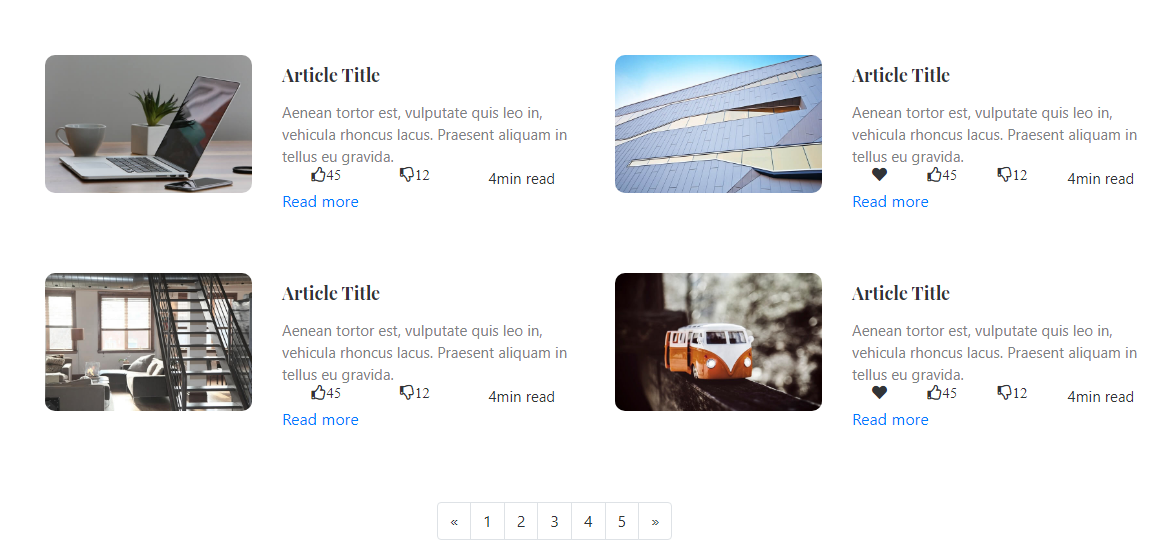 Article Title
Aenean tortor est, vulputate quis leo in,
vehicula rhoncus lacus. Praesent aliquam in
tellus eu gravida.
45 12 4min read
Read more
Article Title
Aenean tortor est, vulputate quis leo in,
vehicula rhoncus lacus. Praesent aliquam in
tellus eu gravida.
45 12 4min read
Read more
Article Title
Aenean tortor est, vulputate quis leo in,
vehicula rhoncus lacus. Praesent aliquam in
tellus eu gravida.
45 12 4min read
Read more
Article Title
Aenean tortor est, vulputate quis leo in,
vehicula rhoncus lacus. Praesent aliquam in
tellus eu gravida.
45 12 4min read
Read more
« 1 2 3 4 5 »